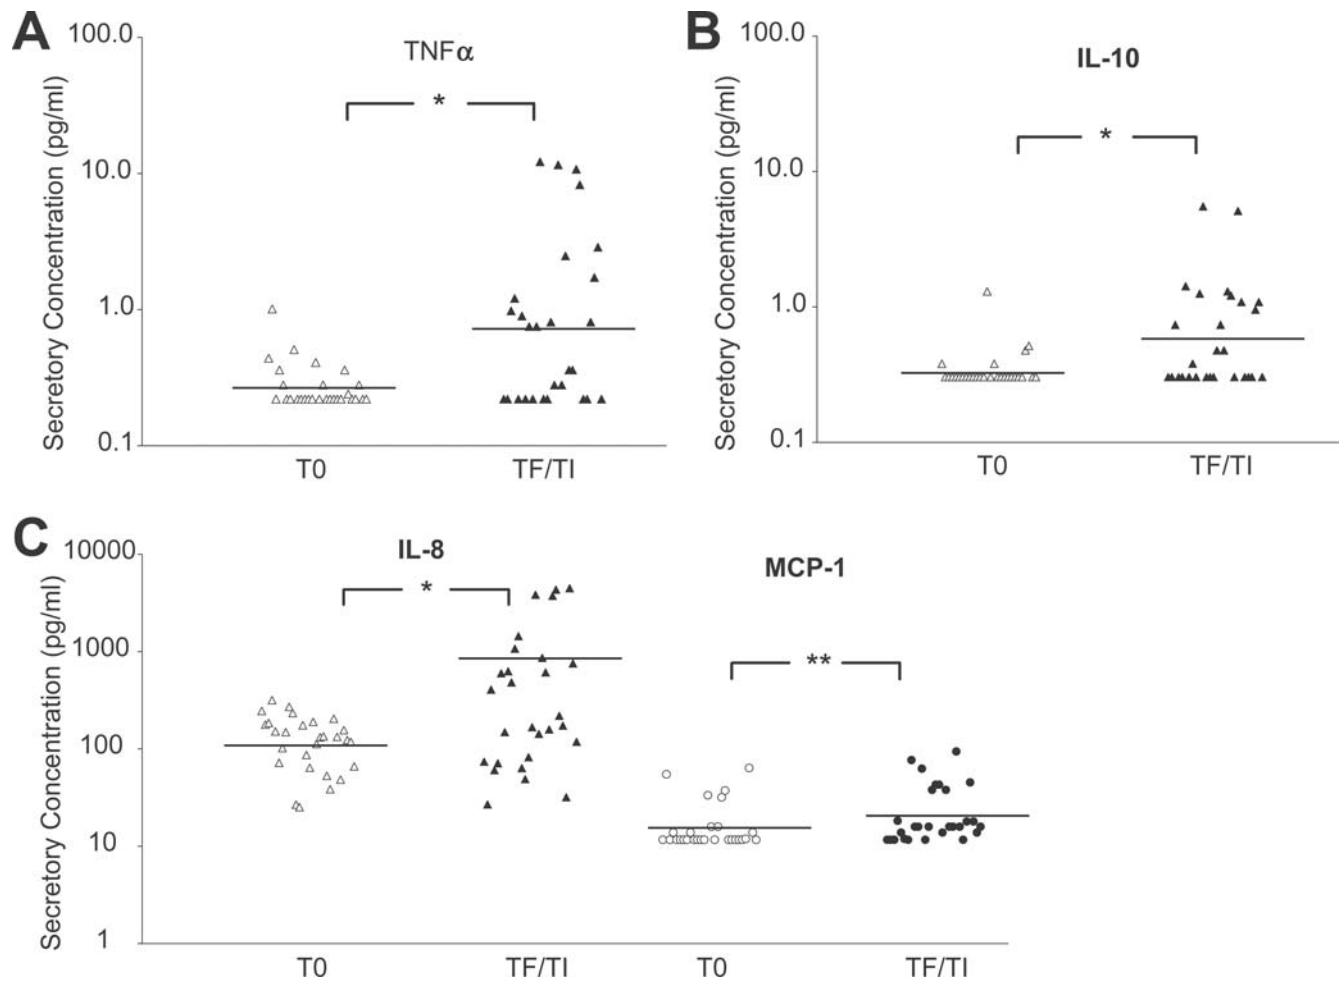 A
TNFα
Secretory Concentration (pg/ml)
100.0
10.0
1.0
0.1
*
T0 TF/TI
B
IL-10
Secretory Concentration (pg/ml)
100.0
10.0
1.0
0.1
*
T0 TF/TI
C
IL-8
MCP-1
Secretory Concentration (pg/ml)
10000
1000
100
10
1
*
**
T0 TF/TI T0 TF/TI